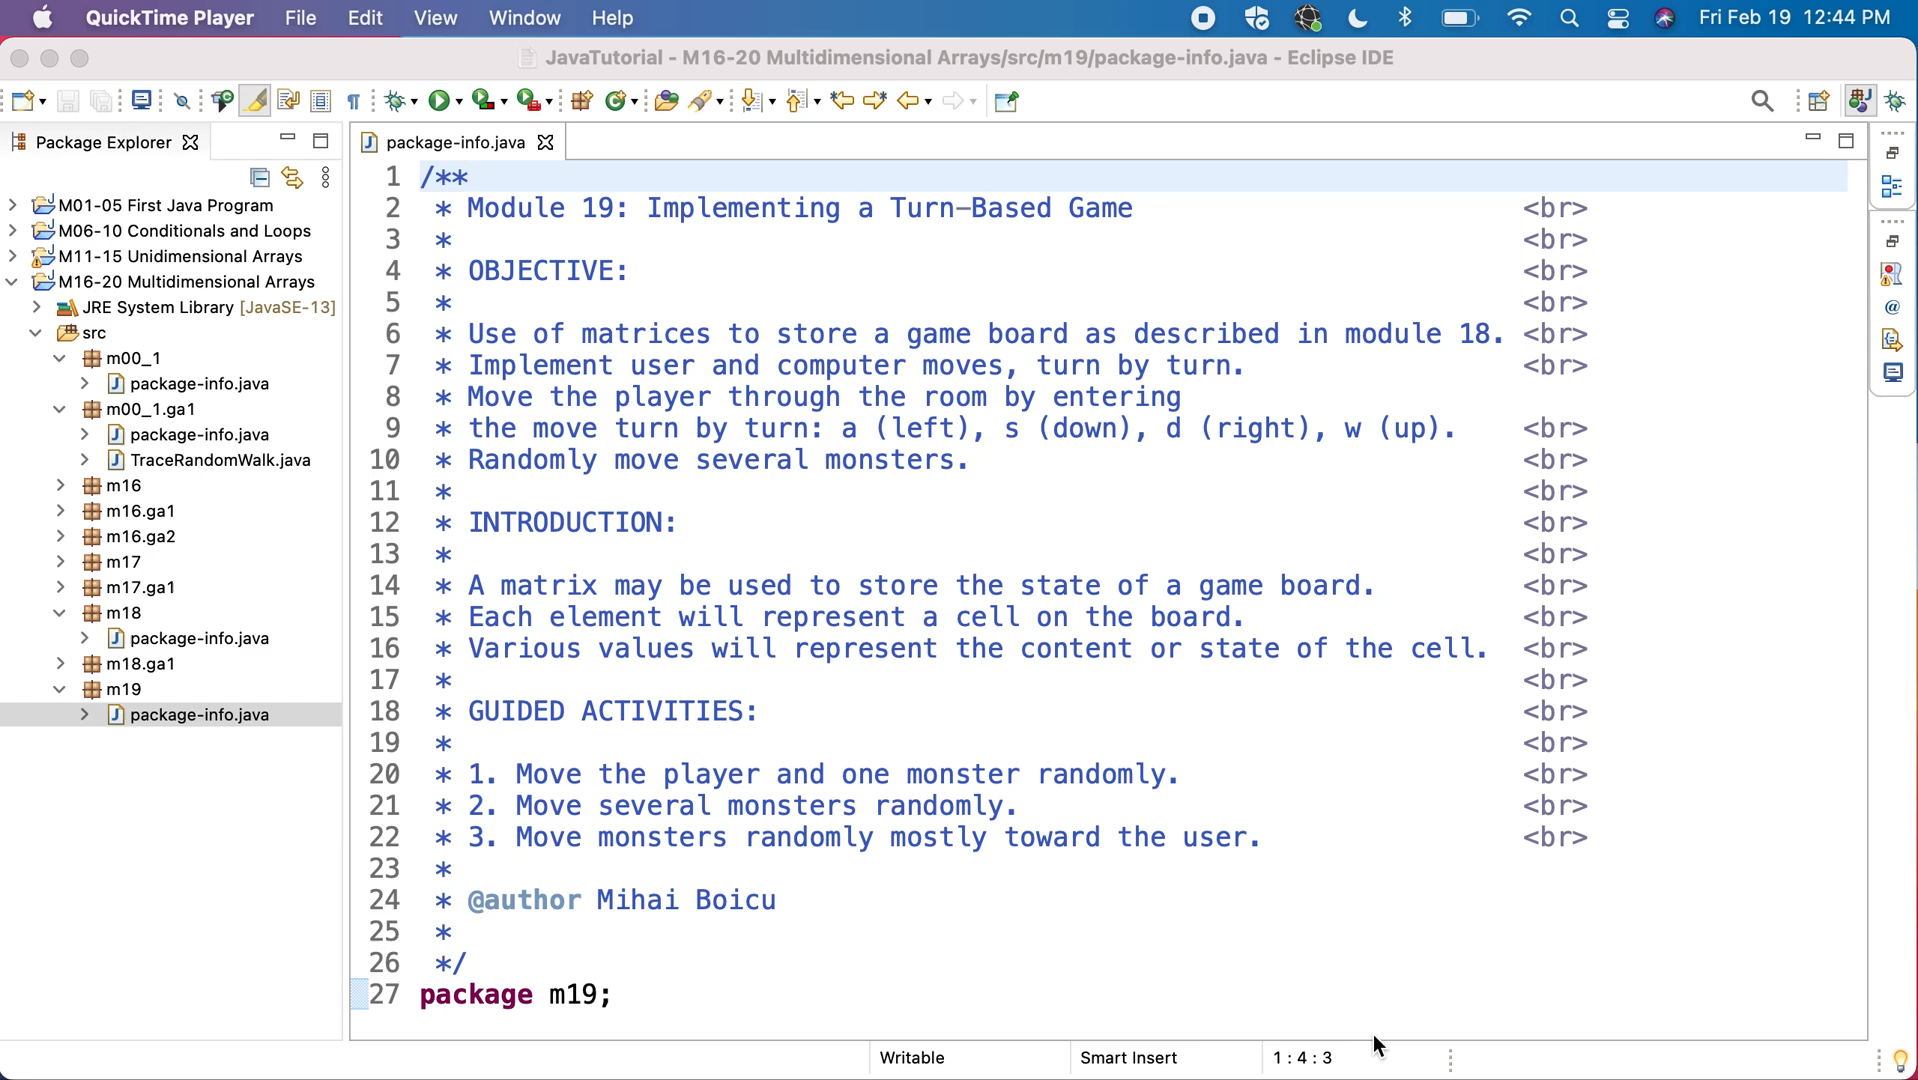 QuickTime Player File Edit View Window Help Fri Feb 19 12:44 PM
JavaTutorial - M16-20 Multidimensional Arrays/src/m19/package-info.java - Eclipse IDE
Package Explorer
M01-05 First Java Program
M06-10 Conditionals and Loops
M11-15 Unidimensional Arrays
M16-20 Multidimensional Arrays
JRE System Library [JavaSE-13]
src
m00_1
package-info.java
m00_1.ga1
package-info.java
TraceRandomWalk.java
m16
m16.ga1
m16.ga2
m17
m17.ga1
m18
package-info.java
m18.ga1
m19
package-info.java
package-info.java
1 /**
2 * Module 19: Implementing a Turn-Based Game <br>
3 * <br>
4 * OBJECTIVE: <br>
5 * <br>
6 * Use of matrices to store a game board as described in module 18. <br>
7 * Implement user and computer moves, turn by turn. <br>
8 * Move the player through the room by entering
9 * the move turn by turn: a (left), s (down), d (right), w (up). <br>
10 * Randomly move several monsters. <br>
11 * <br>
12 * INTRODUCTION: <br>
13 * <br>
14 * A matrix may be used to store the state of a game board. <br>
15 * Each element will represent a cell on the board. <br>
16 * Various values will represent the content or state of the cell. <br>
17 * <br>
18 * GUIDED ACTIVITIES: <br>
19 * <br>
20 * 1. Move the player and one monster randomly. <br>
21 * 2. Move several monsters randomly. <br>
22 * 3. Move monsters randomly mostly toward the user. <br>
23 *
24 * @author Mihai Boicu
25 *
26 */
27 package m19;
Writable Smart Insert 1 : 4 : 3